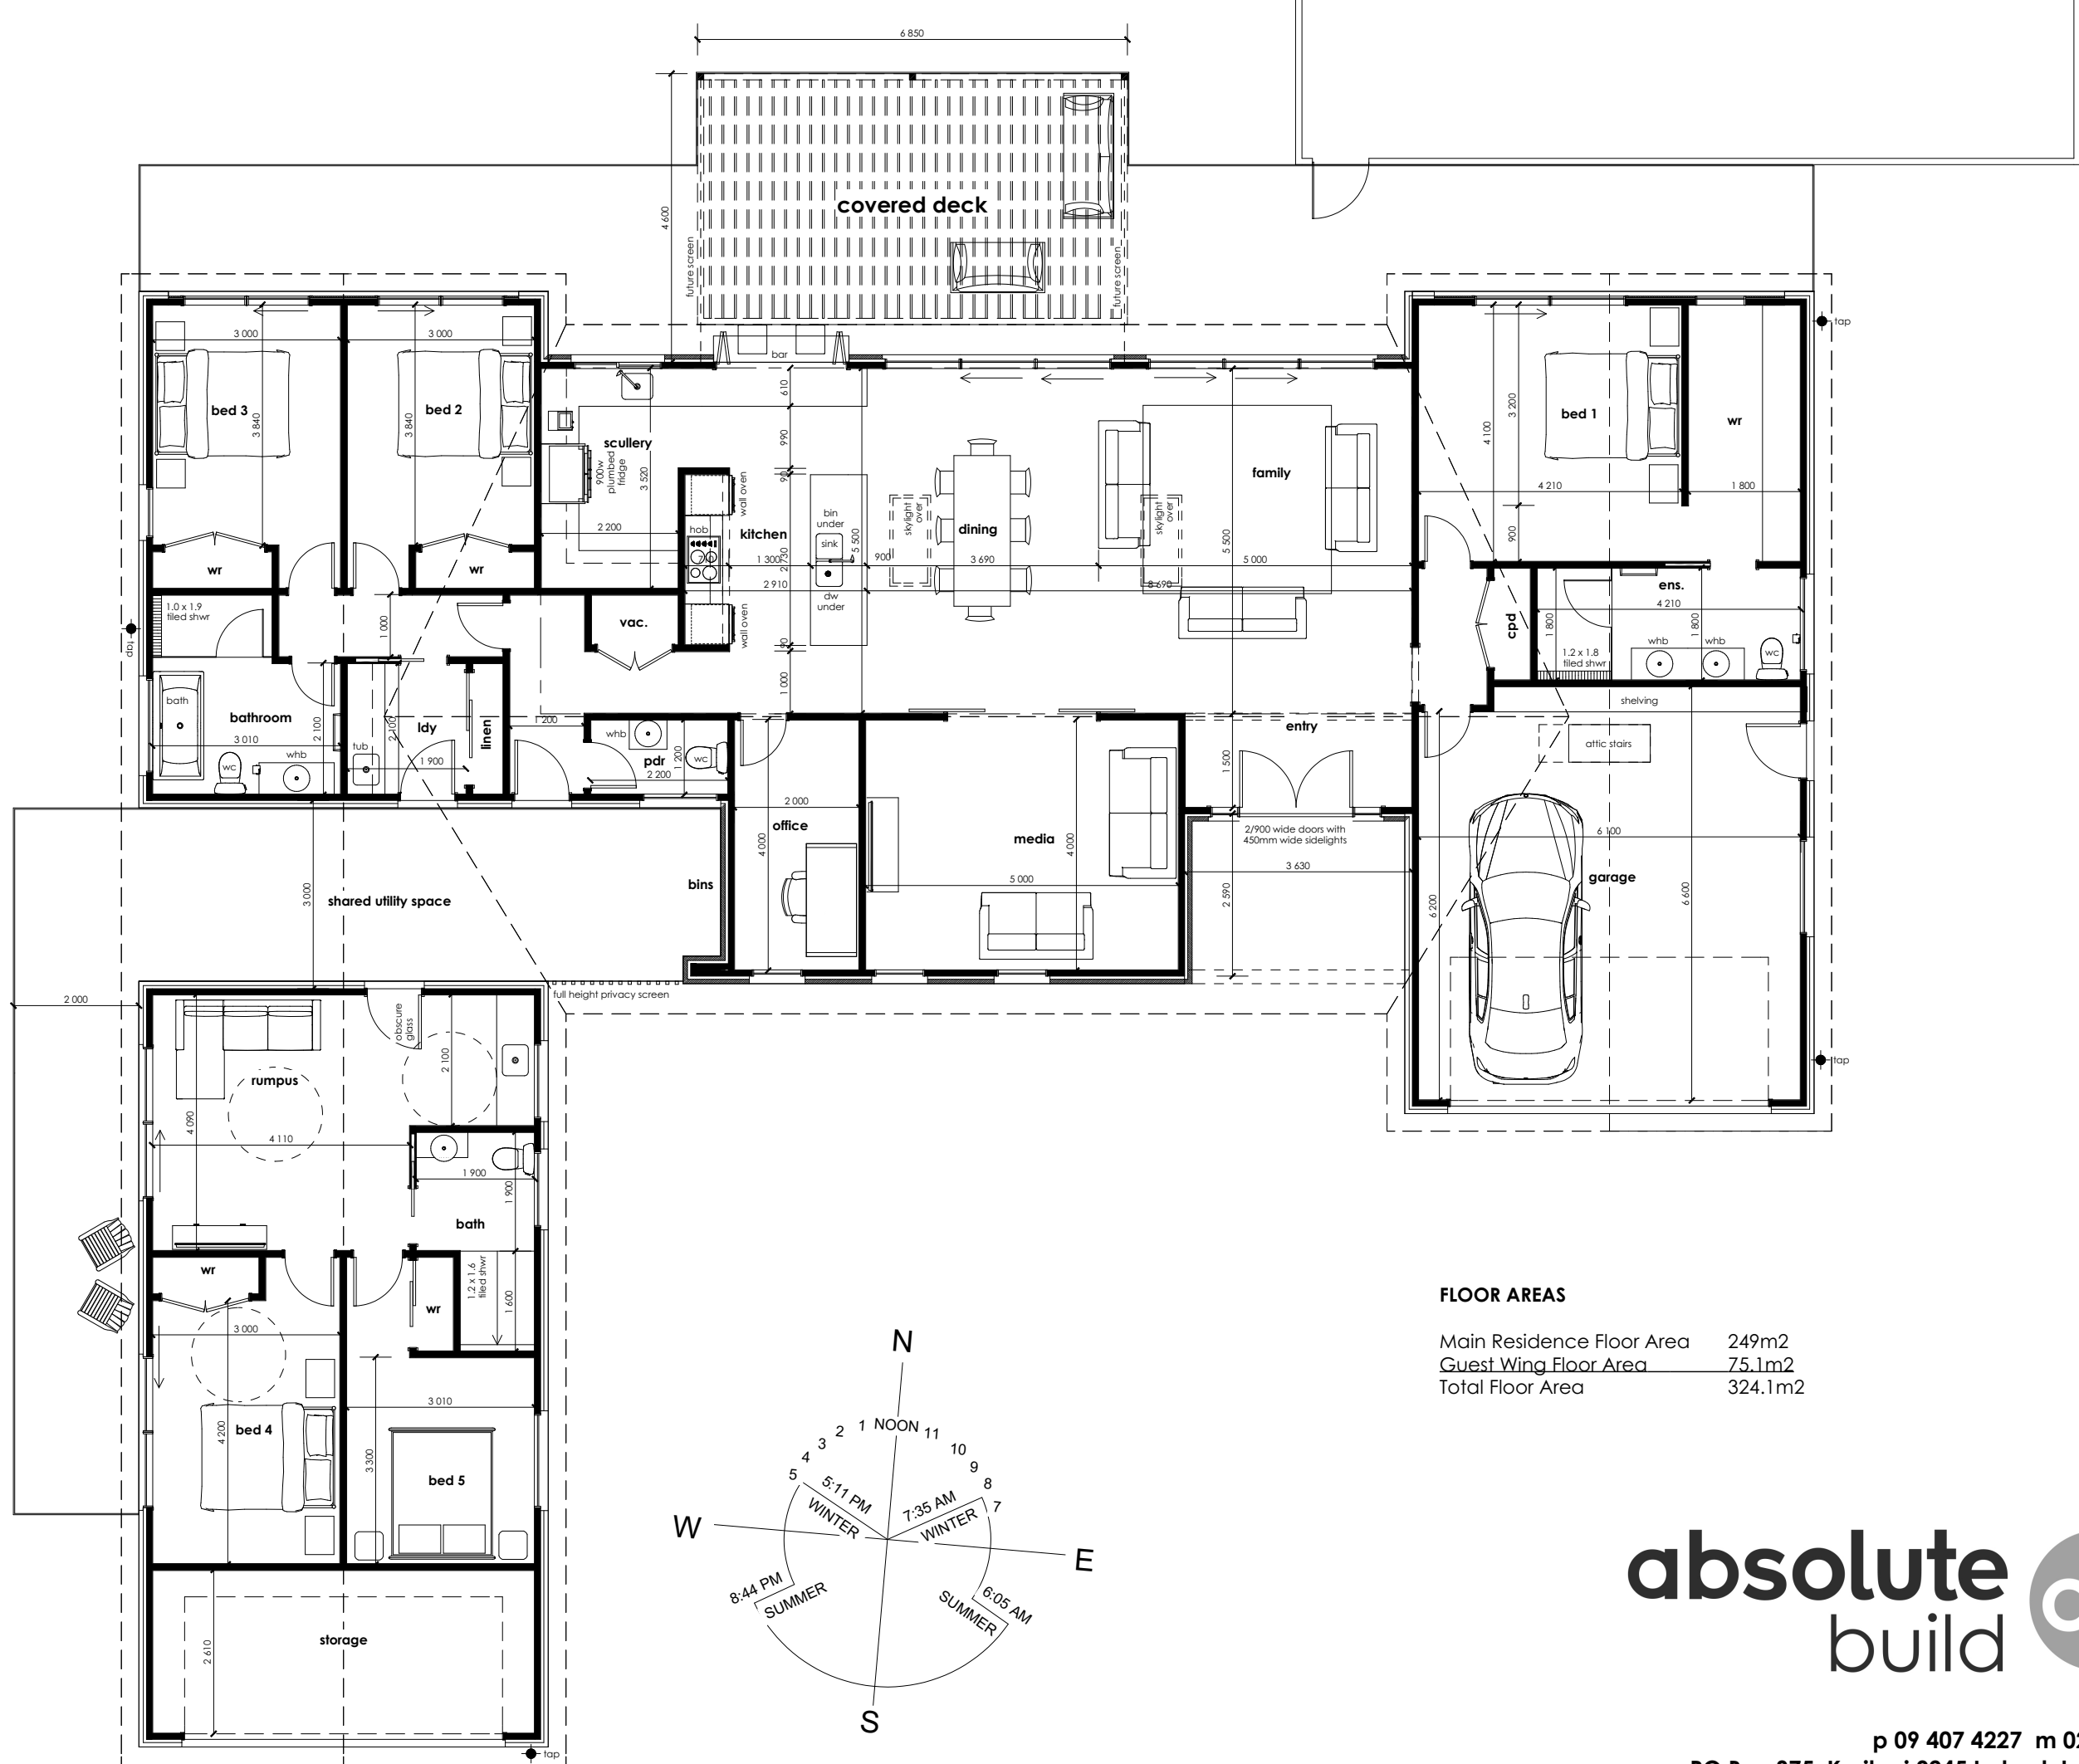 6 850
covered deck
4 600
future screen
future screen
bar
tap
3 000
3 000
bed 3
3 840
bed 2
3 840
scullery
900w
plumbed
fridge
3 520
2 200
610
990
90
wall oven
hob
kitchen
bin
under
sink
dw
under
wall oven
1 300
2 730
5 500
900
2 910
90
1 000
skylight
over
dining
3 690
skylight
over
family
5 500
5 000
8 690
bed 1
4 100
3 200
4 210
900
wr
1 800
wr
wr
1.0 x 1.9
tiled shwr
tap
1 000
vac.
cpd
ens.
4 210
1 800
1 800
whb
whb
wc
1.2 x 1.8
tiled shwr
bath
bathroom
3 010
2 100
whb
wc
tub
2 100
ldy
1 900
linen
1 200
whb
pdr
1 200
wc
2 200
entry
1 500
shelving
attic stairs
2 000
office
4 000
media
4 000
5 000
2/900 wide doors with
450mm wide sidelights
3 630
2 590
6 100
garage
6 200
6 600
bins
3 000
shared utility space
full height privacy screen
2 000
obscure
glass
2 100
rumpus
4 090
4 110
1 900
1 900
bath
tap
wr
wr
1.2 x 1.6
tiled shwr
1 600
3 000
bed 4
4 200
3 010
3 300
bed 5
storage
2 610
tap
FLOOR AREAS
Main Residence Floor Area 249m2
Guest Wing Floor Area 75.1m2
Total Floor Area 324.1m2
N
1 NOON 11
2
10
3
9
4
8
5
7
5:11 PM
WINTER
7:35 AM
WINTER
W
E
8:44 PM
SUMMER
6:05 AM
SUMMER
S
absolute
build
p 09 407 4227 m